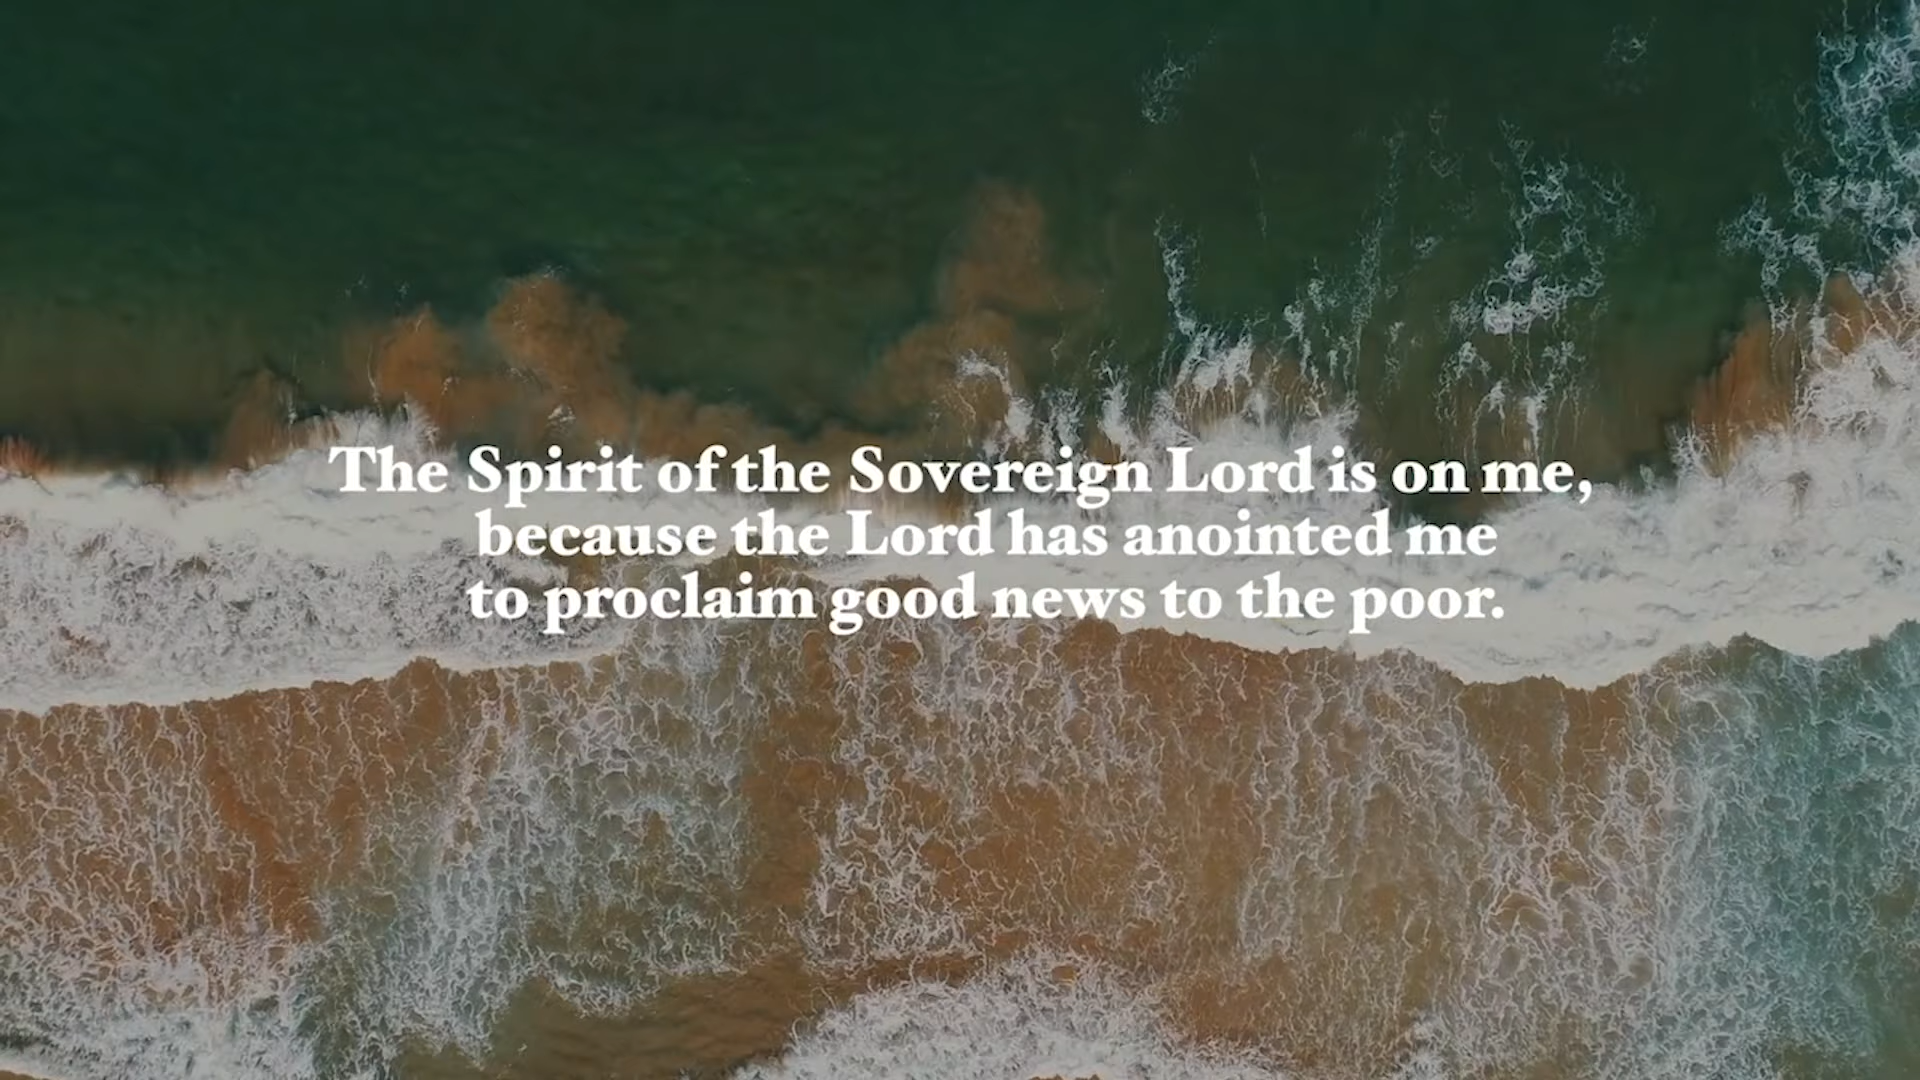 The Spirit of the Sovereign Lord is on me,
because the Lord has anointed me
to proclaim good news to the poor.